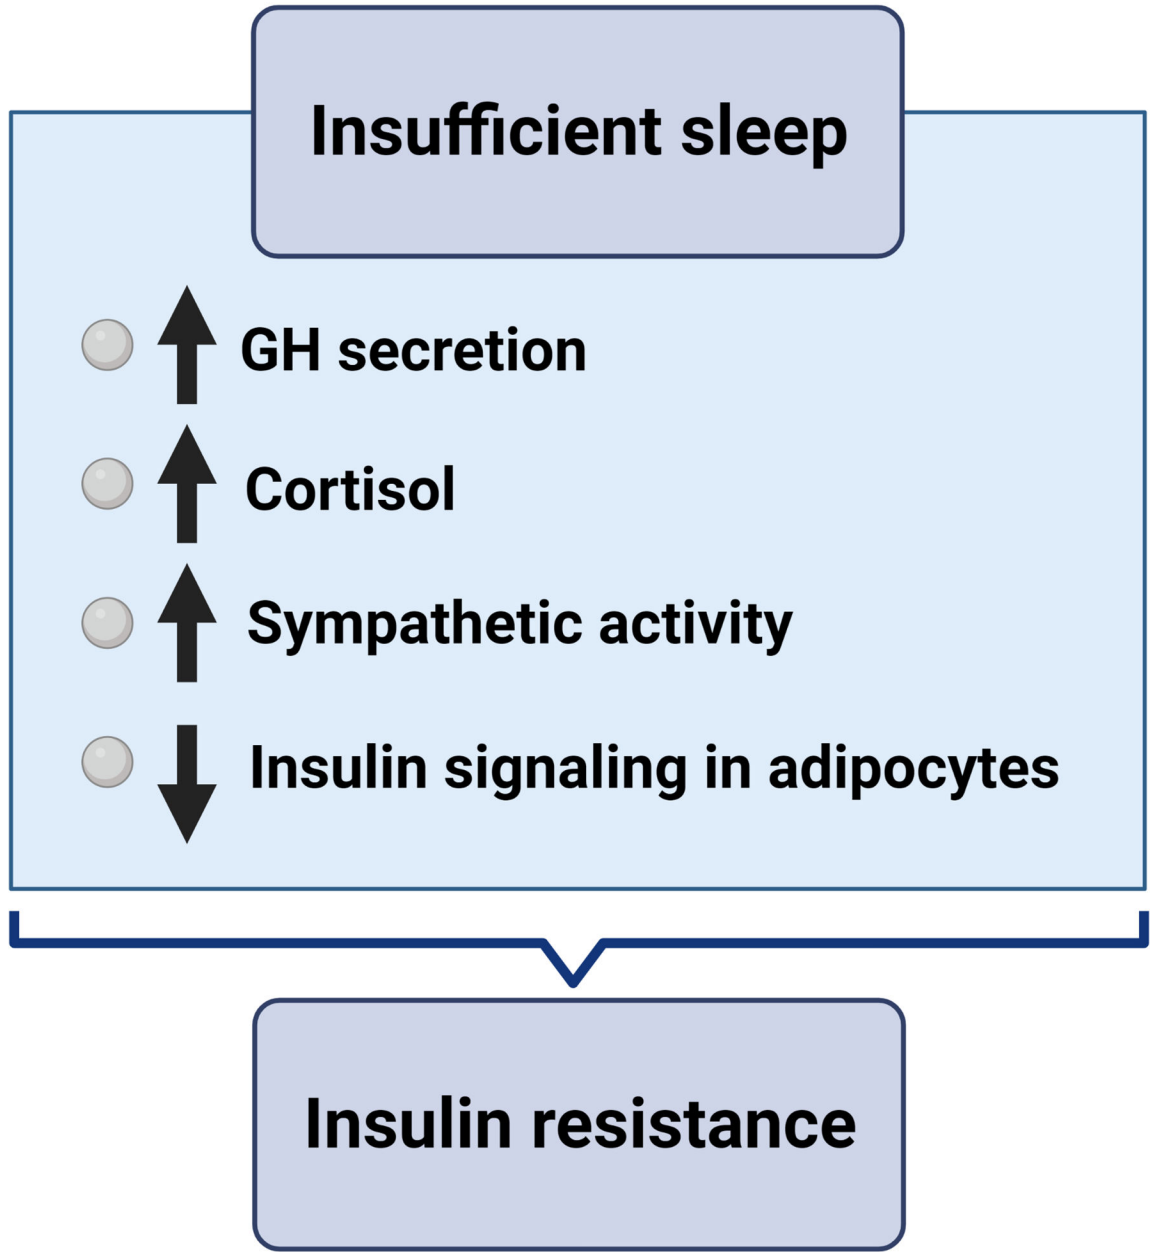 Insufficient sleep
GH secretion
Cortisol
Sympathetic activity
Insulin signaling in adipocytes
Insulin resistance